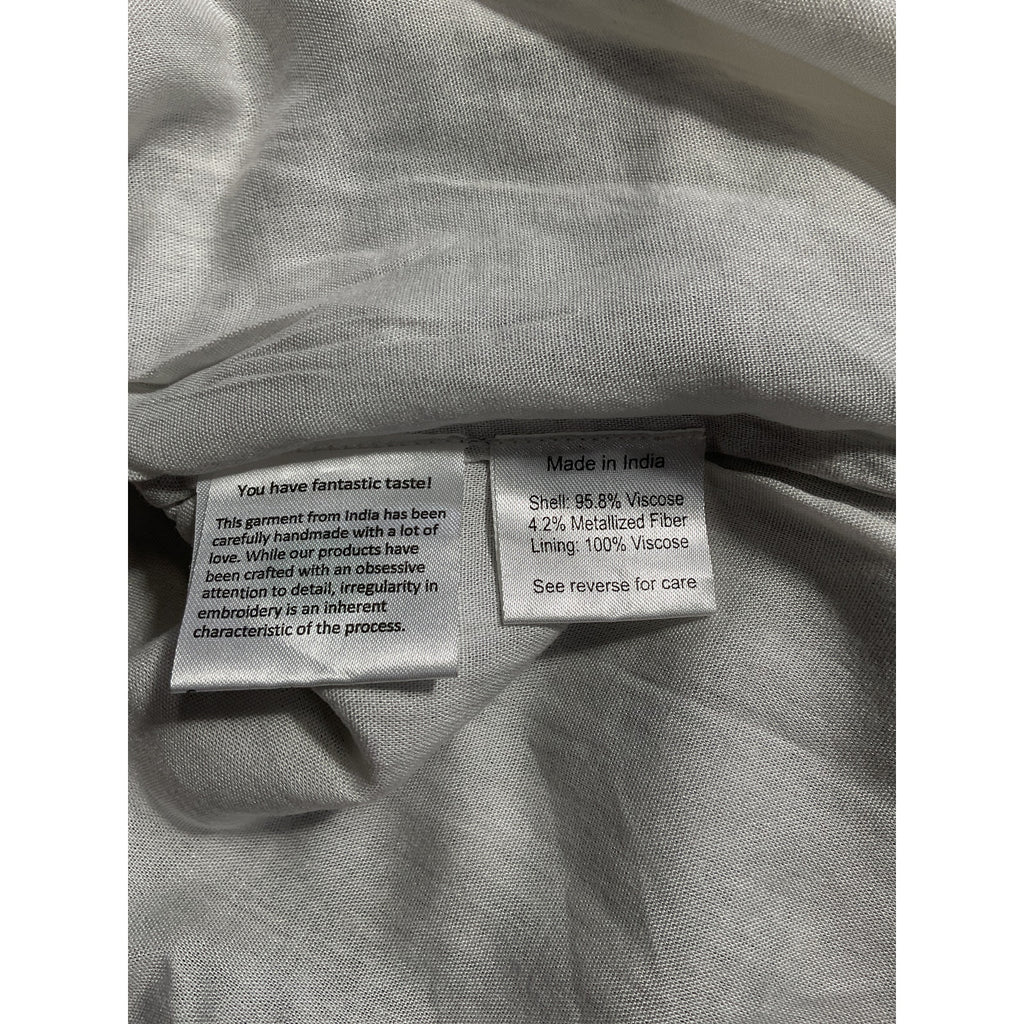 You have fantastic taste!
This garment from India has been
carefully handmade with a lot of
love. While our products have
been crafted with an obsessive
attention to detail, irregularity in
embroidery is an inherent
characteristic of the process.
Made in India
Shell: 95.8% Viscose
4.2% Metallized Fiber
Lining: 100% Viscose
See reverse for care